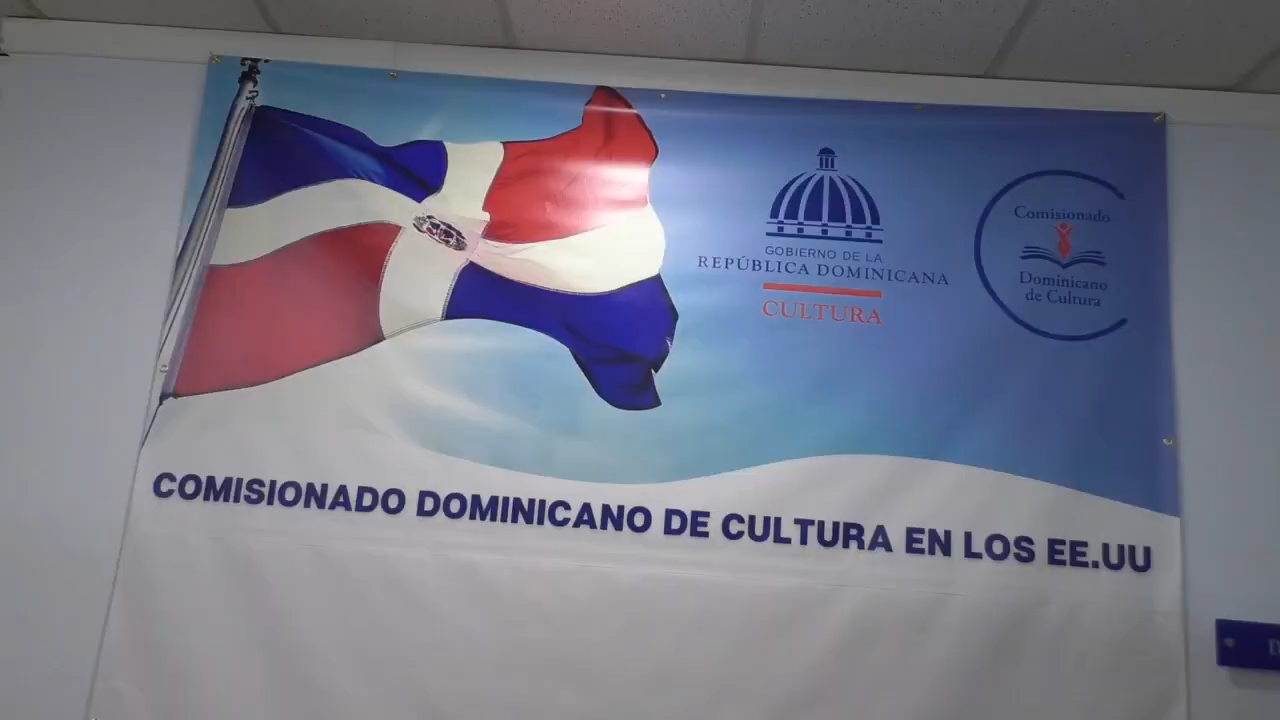 GOBIERNO DE LA
REPÚBLICA DOMINICANA
CULTURA
Comisionado
Dominicano
de Cultura
COMISIONADO DOMINICANO DE CULTURA EN LOS EE.UU